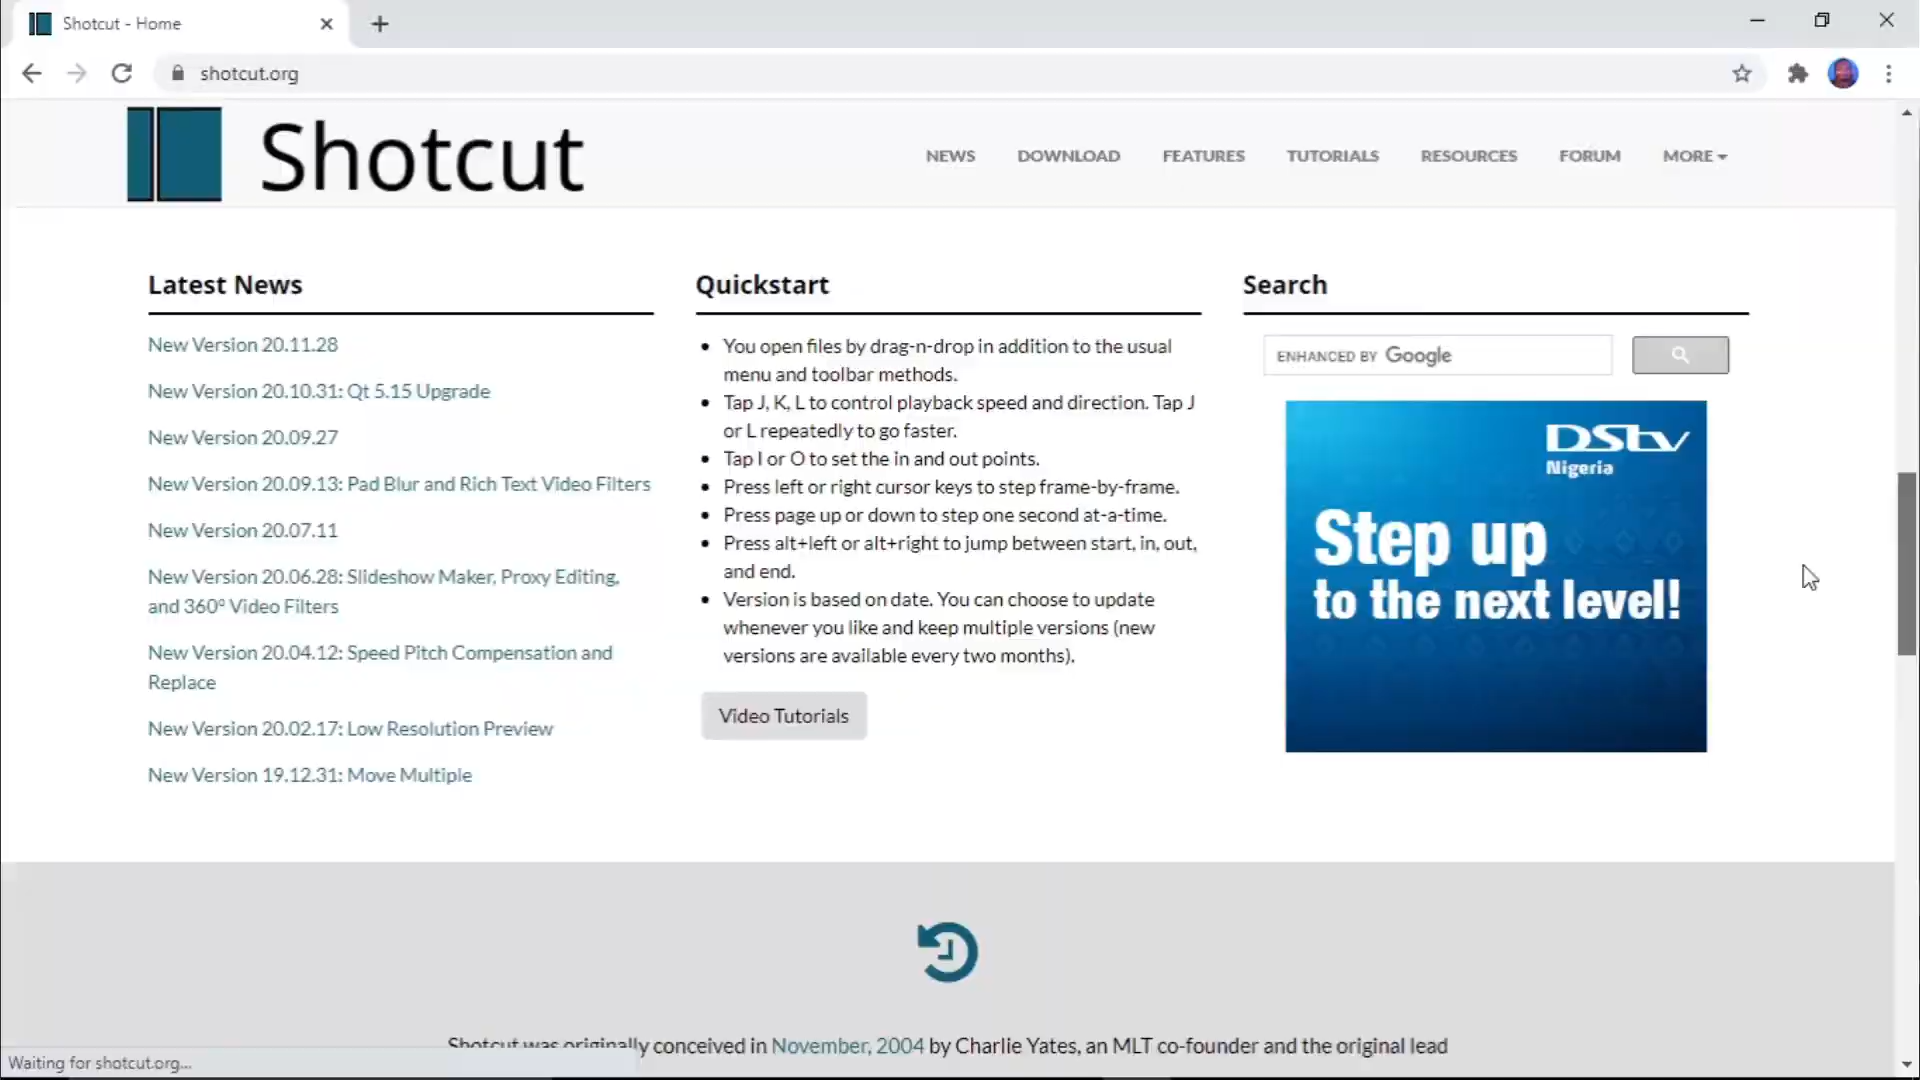 Shotcut - Home
shotcut.org
Shotcut
NEWS DOWNLOAD FEATURES TUTORIALS RESOURCES FORUM MORE
Latest News
New Version 20.11.28
New Version 20.10.31: Qt 5.15 Upgrade
New Version 20.09.27
New Version 20.09.13: Pad Blur and Rich Text Video Filters
New Version 20.07.11
New Version 20.06.28: Slideshow Maker, Proxy Editing,
and 360° Video Filters
New Version 20.04.12: Speed Pitch Compensation and
Replace
New Version 20.02.17: Low Resolution Preview
New Version 19.12.31: Move Multiple
Quickstart
You open files by drag-n-drop in addition to the usual
menu and toolbar methods.
Tap J, K, L to control playback speed and direction. Tap J
or L repeatedly to go faster.
Tap I or O to set the in and out points.
Press left or right cursor keys to step frame-by-frame.
Press page up or down to step one second at-a-time.
Press alt+left or alt+right to jump between start, in, out,
and end.
Version is based on date. You can choose to update
whenever you like and keep multiple versions (new
versions are available every two months).
Video Tutorials
Search
ENHANCED BY Google
DStv
Nigeria
Step up
to the next level!
Shotcut was originally conceived in November, 2004 by Charlie Yates, an MLT co-founder and the original lead
Waiting for shotcut.org...